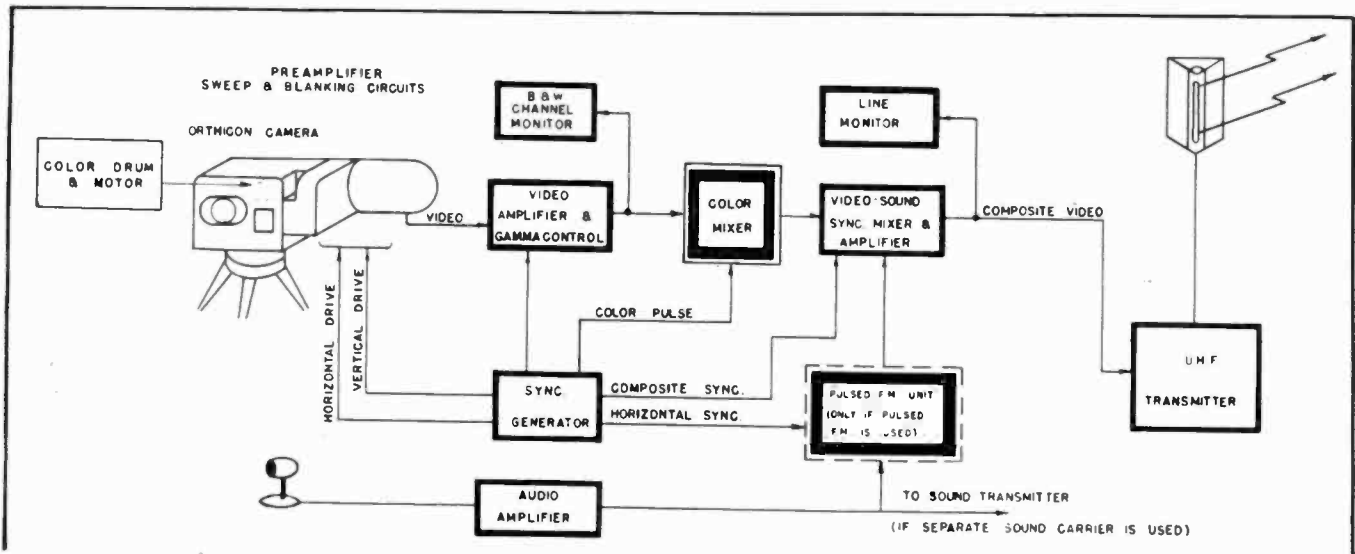 PREAMPLIFIER
SWEEP & BLANKING CIRCUITS
ORTHIGON CAMERA
COLOR DRUM
& MOTOR
B & W
CHANNEL
MONITOR
LINE
MONITOR
VIDEO
VIDEO
AMPLIFIER &
GAMMA CONTROL
COLOR
MIXER
VIDEO-SOUND
SYNC. MIXER &
AMPLIFIER
COMPOSITE VIDEO
HORIZONTAL DRIVE
VERTICAL DRIVE
COLOR PULSE
SYNC.
GENERATOR
COMPOSITE SYNC.
HORIZONTAL SYNC.
PULSED F.M. UNIT
(ONLY IF PULSED
F.M. IS USED)
U.H.F.
TRANSMITTER
AUDIO
AMPLIFIER
TO SOUND TRANSMITTER
(IF SEPARATE SOUND CARRIER IS USED)